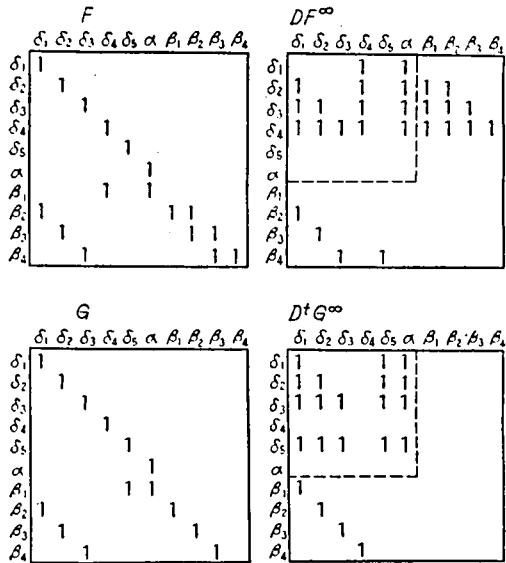 F
δ₁ δ₂ δ₃ δ₄ δ₅ α β₁ β₂ β₃ β₄
δ₁ 1
δ₂ 1
δ₃ 1
δ₄ 1
δ₅ 1
α 1
β₁ 1 1
β₂ 1 1 1
β₃ 1 1 1
β₄ 1 1 1
DF∞
δ₁ δ₂ δ₃ δ₄ δ₅ α β₁ β₂ β₃ β₄
δ₁ 1 1
δ₂ 1 1 1 1 1
δ₃ 1 1 1 1 1 1 1
δ₄ 1 1 1 1 1 1 1 1 1
δ₅
α
β₁
β₂ 1
β₃ 1
β₄ 1 1
G
δ₁ δ₂ δ₃ δ₄ δ₅ α β₁ β₂ β₃ β₄
δ₁ 1
δ₂ 1
δ₃ 1
δ₄ 1
δ₅ 1
α 1
β₁ 1 1
β₂ 1 1
β₃ 1 1
β₄ 1 1
DᵗG∞
δ₁ δ₂ δ₃ δ₄ δ₅ α β₁ β₂ β₃ β₄
δ₁ 1 1 1
δ₂ 1 1 1 1
δ₃ 1 1 1 1 1
δ₄
δ₅ 1 1 1 1 1
α
β₁ 1
β₂ 1
β₃ 1
β₄ 1